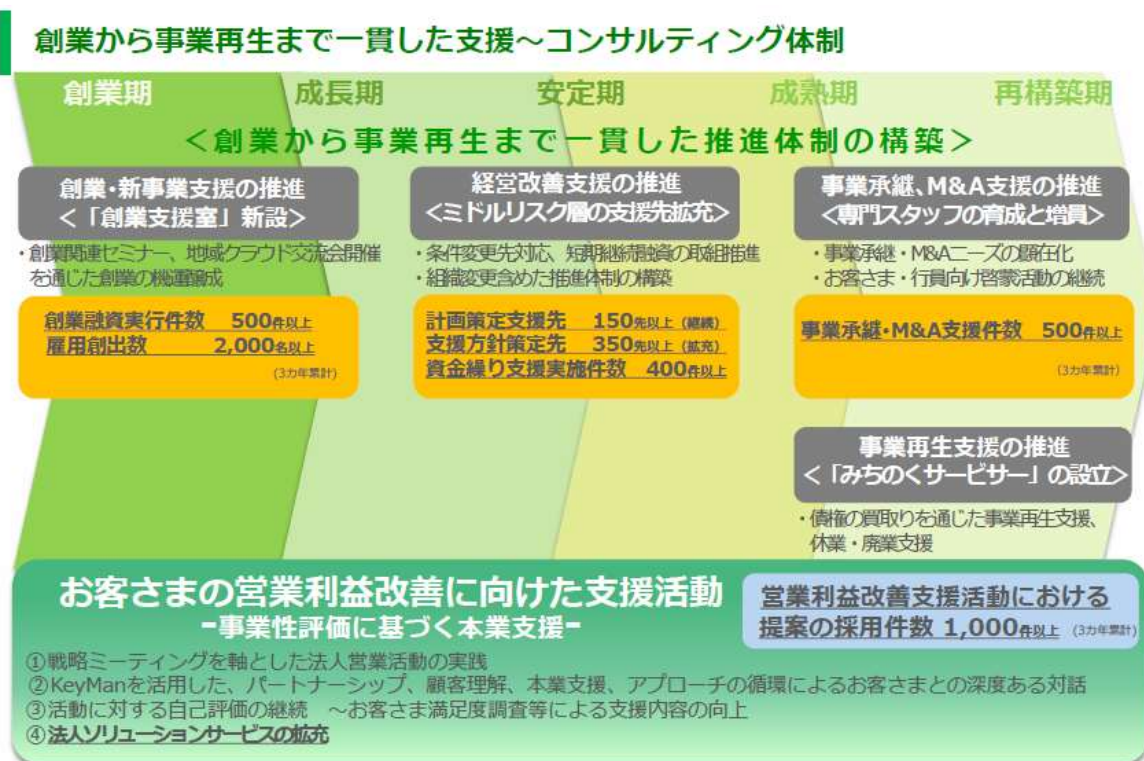 創業から事業再生まで一貫した支援～コンサルティング体制
創業期
成長期
安定期
成熟期
再構築期
＜創業から事業再生まで一貫した推進体制の構築＞
創業・新事業支援の推進
＜「創業支援室」新設＞
・創業関連セミナー、地域クラウド交流会開催
を通じた創業の機運醸成
創業融資実行件数 500件以上
雇用創出数 2,000名以上
(3カ年累計)
経営改善支援の推進
＜ミドルリスク層の支援先拡充＞
・条件変更先対応、短期継続融資の取組推進
・組織変更含めた推進体制の構築
計画策定支援先 150先以上（継続）
支援方針策定先 350先以上（拡充）
資金繰り支援実施件数 400件以上
事業承継、M&A支援の推進
＜専門スタッフの育成と増員＞
・事業承継・M&Aニーズの顕在化
・お客さま・行員向け啓蒙活動の継続
事業承継・M&A支援件数 500件以上
(3カ年累計)
事業再生支援の推進
＜「みちのくサービサー」の設立＞
・債権の買取りを通じた事業再生支援、
休業・廃業支援
お客さまの営業利益改善に向けた支援活動
-事業性評価に基づく本業支援-
営業利益改善支援活動における
提案の採用件数 1,000件以上 (3カ年累計)
①戦略ミーティングを軸とした法人営業活動の実践
②KeyManを活用した、パートナーシップ、顧客理解、本業支援、アプローチの循環によるお客さまとの深度ある対話
③活動に対する自己評価の継続 ～お客さま満足度調査等による支援内容の向上
④法人ソリューションサービスの拡充